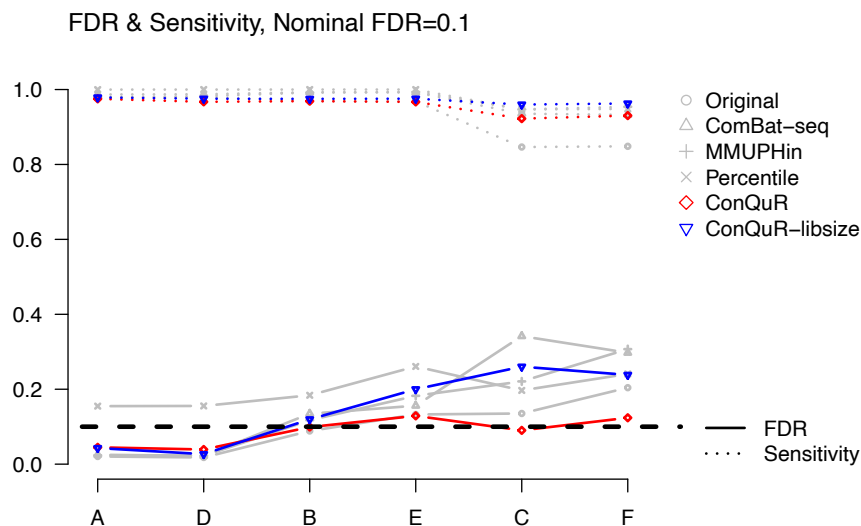 FDR & Sensitivity, Nominal FDR=0.1
1.0
0.8
0.6
0.4
0.2
0.0
A D B E C F
Original
ComBat-seq
MMUPHin
Percentile
ConQuR
ConQuR-libsize
FDR
Sensitivity